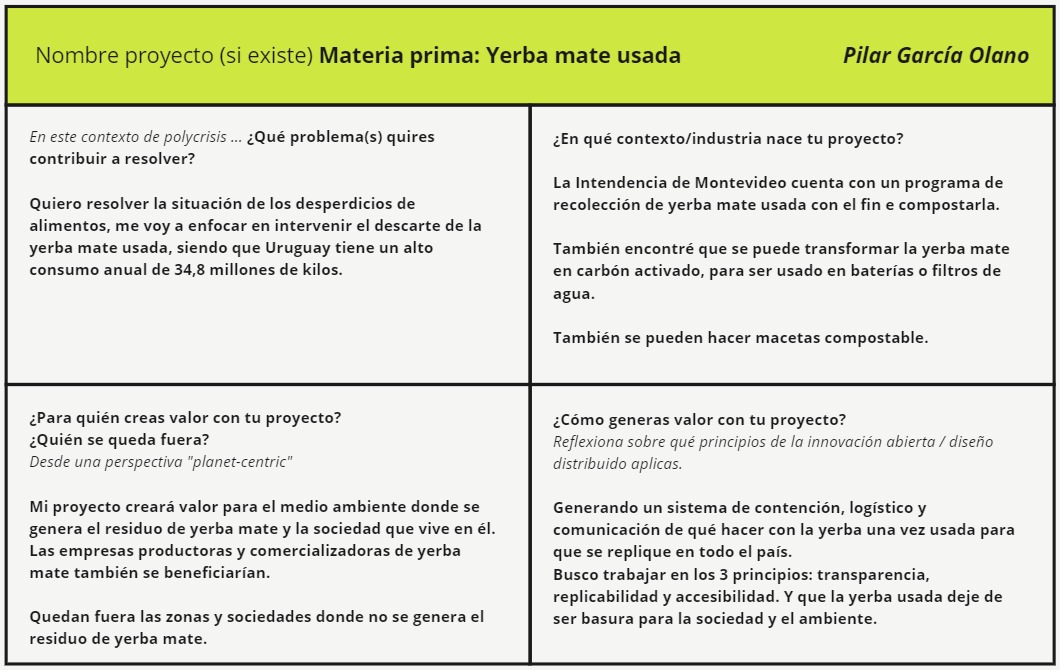 Nombre proyecto (si existe) Materia prima: Yerba mate usada
Pilar García Olano
En este contexto de polycrisis ... ¿Qué problema(s) quires
contribuir a resolver?
Quiero resolver la situación de los desperdicios de
alimentos, me voy a enfocar en intervenir el descarte de la
yerba mate usada, siendo que Uruguay tiene un alto
consumo anual de 34,8 millones de kilos.
¿En qué contexto/industria nace tu proyecto?
La Intendencia de Montevideo cuenta con un programa de
recolección de yerba mate usada con el fin e compostarla.
También encontré que se puede transformar la yerba mate
en carbón activado, para ser usado en baterías o filtros de
agua.
También se pueden hacer macetas compostable.
¿Para quién creas valor con tu proyecto?
¿Quién se queda fuera?
Desde una perspectiva "planet-centric"
Mi proyecto creará valor para el medio ambiente donde se
genera el residuo de yerba mate y la sociedad que vive en él.
Las empresas productoras y comercializadoras de yerba
mate también se beneficiarían.
Quedan fuera las zonas y sociedades donde no se genera el
residuo de yerba mate.
¿Cómo generas valor con tu proyecto?
Reflexiona sobre qué principios de la innovación abierta / diseño
distribuido aplicas.
Generando un sistema de contención, logístico y
comunicación de qué hacer con la yerba una vez usada para
que se replique en todo el país.
Busco trabajar en los 3 principios: transparencia,
replicabilidad y accesibilidad. Y que la yerba usada deje de
ser basura para la sociedad y el ambiente.